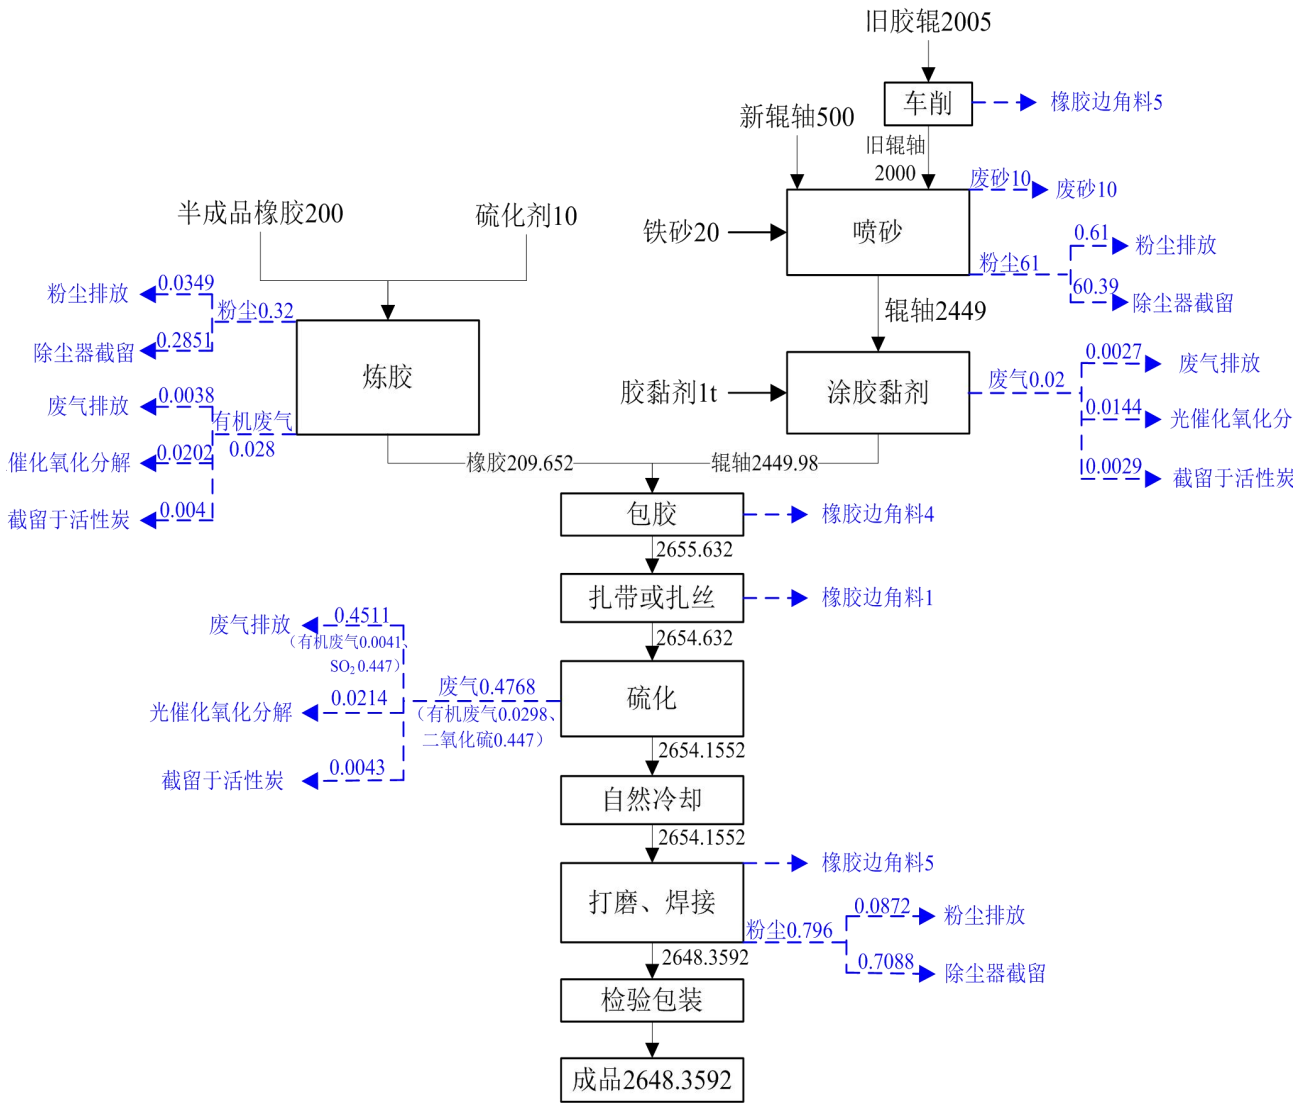 旧胶辊2005
车削
橡胶边角料5
新辊轴500
旧辊轴
2000
废砂10
废砂10
半成品橡胶200
硫化剂10
铁砂20
喷砂
0.61
粉尘排放
粉尘61
60.39
除尘器截留
粉尘排放
0.0349
粉尘0.32
除尘器截留
0.2851
辊轴2449
炼胶
胶黏剂1t
涂胶黏剂
废气0.02
0.0027
废气排放
0.0144
光催化氧化分
0.0029
截留于活性炭
废气排放
0.0038
有机废气
0.028
催化氧化分解
0.0202
截留于活性炭
0.004
橡胶209.652
辊轴2449.98
包胶
橡胶边角料4
2655.632
扎带或扎丝
橡胶边角料1
2654.632
废气排放
0.4511
（有机废气0.0041、
SO2 0.447）
硫化
废气0.4768
（有机废气0.0298、
二氧化硫0.447）
光催化氧化分解
0.0214
截留于活性炭
0.0043
2654.1552
自然冷却
2654.1552
橡胶边角料5
打磨、焊接
粉尘0.796
0.0872
粉尘排放
0.7088
除尘器截留
2648.3592
检验包装
成品2648.3592